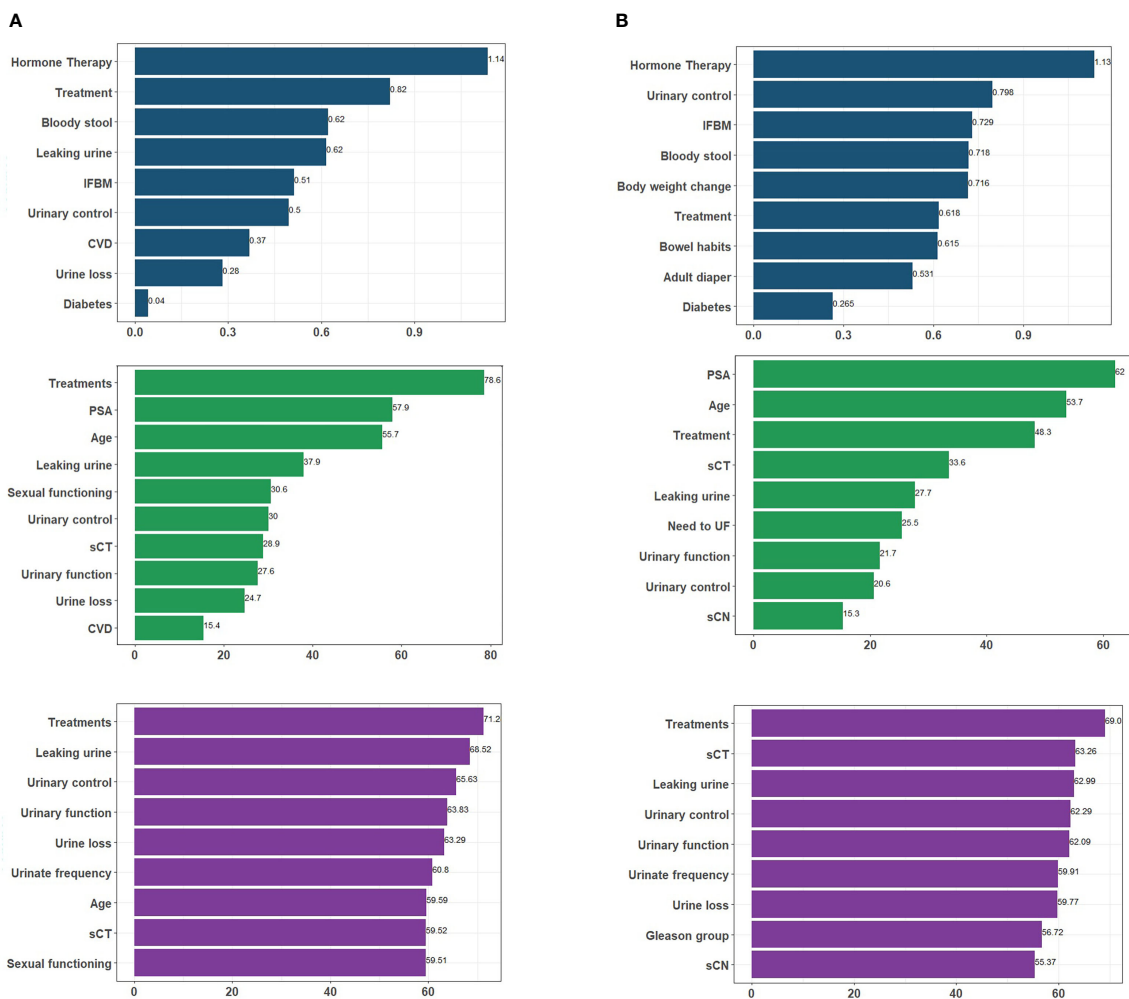 A
Hormone Therapy 1.14
Treatment 0.82
Bloody stool 0.62
Leaking urine 0.62
IFBM 0.51
Urinary control 0.5
CVD 0.37
Urine loss 0.28
Diabetes 0.04
0.0 0.3 0.6 0.9
Treatments 78.6
PSA 57.9
Age 55.7
Leaking urine 37.9
Sexual functioning 30.6
Urinary control 30
sCT 28.9
Urinary function 27.6
Urine loss 24.7
CVD 15.4
0 20 40 60 80
Treatments 71.2
Leaking urine 68.52
Urinary control 65.63
Urinary function 63.83
Urine loss 63.29
Urinate frequency 60.8
Age 59.59
sCT 59.52
Sexual functioning 59.51
0 20 40 60
B
Hormone Therapy 1.13
Urinary control 0.798
IFBM 0.729
Bloody stool 0.718
Body weight change 0.716
Treatment 0.618
Bowel habits 0.615
Adult diaper 0.531
Diabetes 0.265
0.0 0.3 0.6 0.9
PSA 62
Age 53.7
Treatment 48.3
sCT 33.6
Leaking urine 27.7
Need to UF 25.5
Urinary function 21.7
Urinary control 20.6
sCN 15.3
0 20 40 60
Treatments 69.0
sCT 63.26
Leaking urine 62.99
Urinary control 62.29
Urinary function 62.09
Urinate frequency 59.91
Urine loss 59.77
Gleason group 56.72
sCN 55.37
0 20 40 60